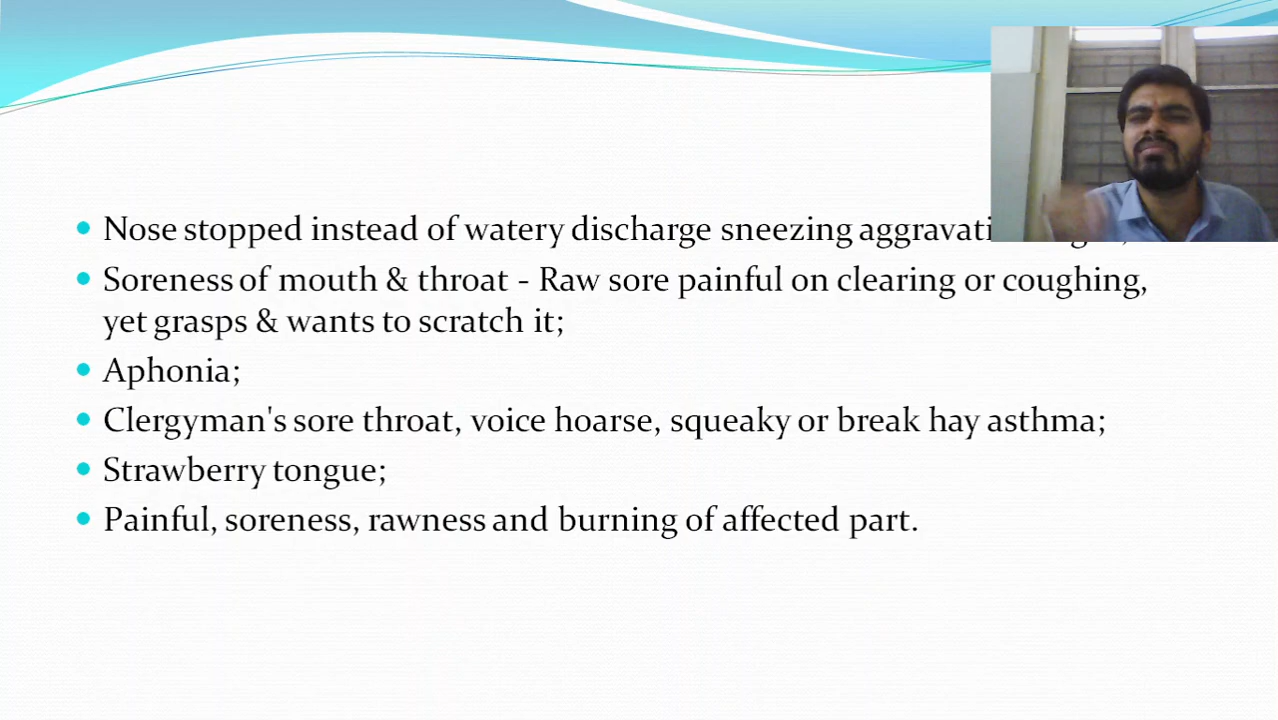 Nose stopped instead of watery discharge sneezing
Soreness of mouth & throat - Raw sore painful on clearing or coughing,
yet grasps & wants to scratch it;
Aphonia;
Clergyman's sore throat, voice hoarse, squeaky or break hay asthma;
Strawberry tongue;
Painful, soreness, rawness and burning of affected part.